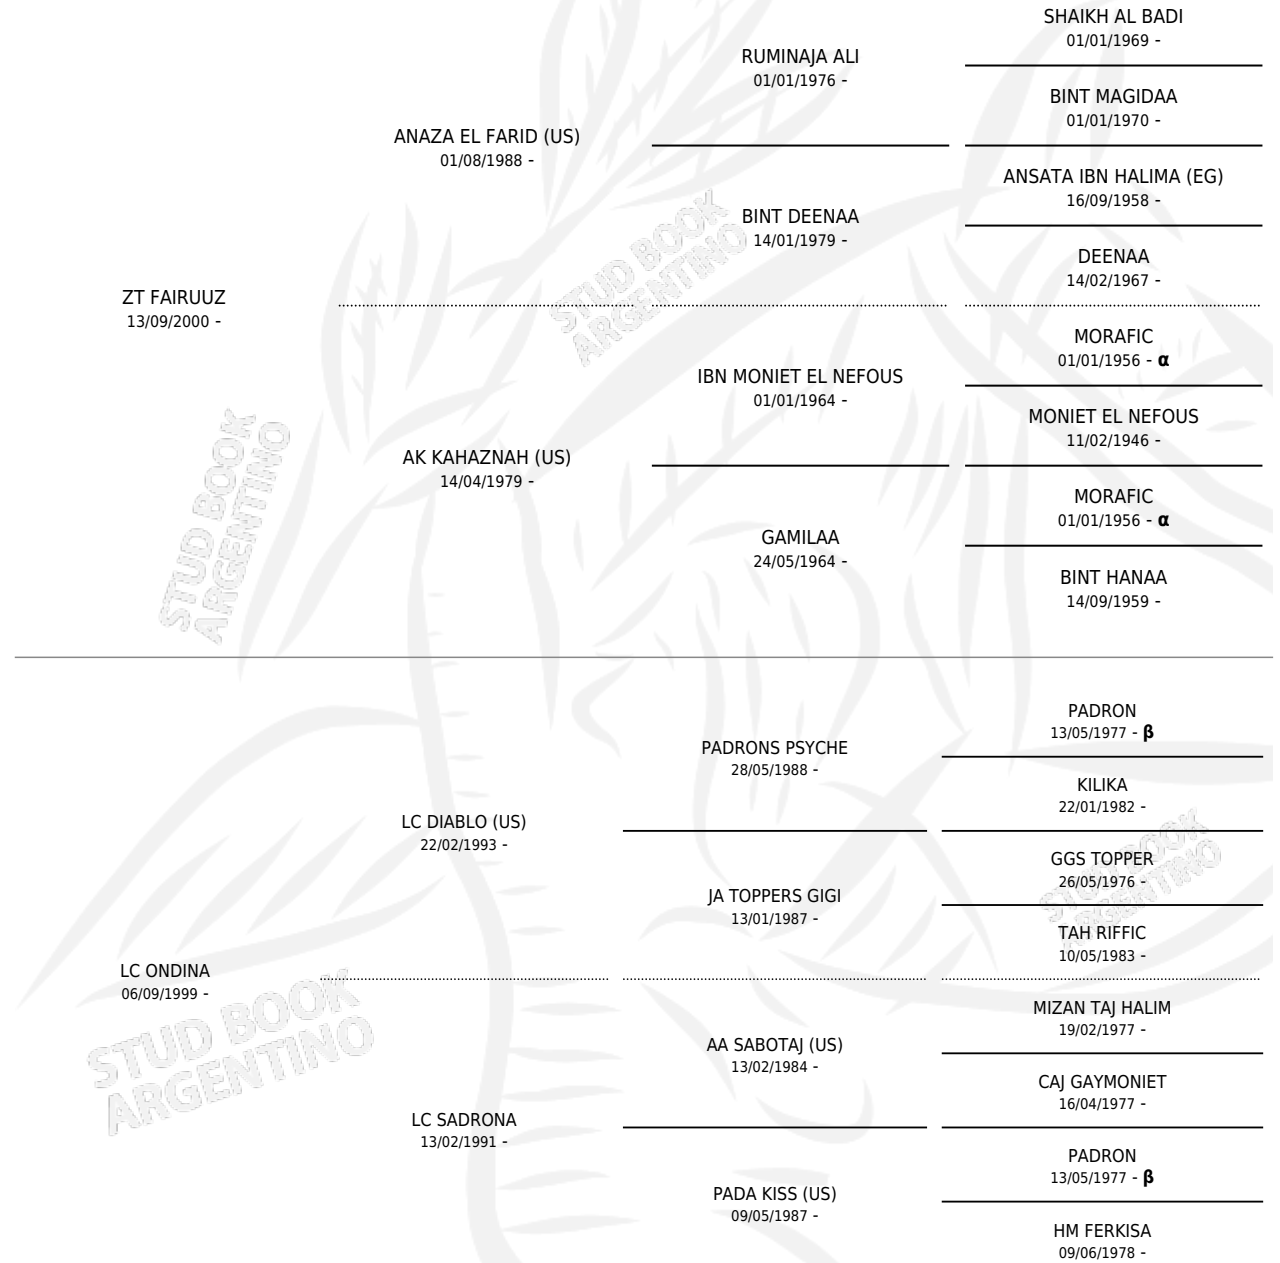 SHAIKH AL BADI
01/01/1969 -
RUMINAJA ALI
01/01/1976 -
BINT MAGIDAA
01/01/1970 -
ANAZA EL FARID (US)
01/08/1988 -
ANSATA IBN HALIMA (EG)
16/09/1958 -
BINT DEENAA
14/01/1979 -
DEENAA
14/02/1967 -
ZT FAIRUUZ
13/09/2000 -
MORAFIC
01/01/1956 - α
IBN MONIET EL NEFOUS
01/01/1964 -
MONIET EL NEFOUS
11/02/1946 -
AK KAHAZNAH (US)
14/04/1979 -
MORAFIC
01/01/1956 - α
GAMILAA
24/05/1964 -
BINT HANAA
14/09/1959 -
STUD BOOK
ARGENTINO
STUD BOOK
ARGENTINO
PADRON
13/05/1977 - β
PADRONS PSYCHE
28/05/1988 -
KILIKA
22/01/1982 -
LC DIABLO (US)
22/02/1993 -
GGS TOPPER
26/05/1976 -
JA TOPPERS GIGI
13/01/1987 -
TAH RIFFIC
10/05/1983 -
STUD BOOK
ARGENTINO
LC ONDINA
06/09/1999 -
MIZAN TAJ HALIM
19/02/1977 -
AA SABOTAJ (US)
13/02/1984 -
CAJ GAYMONIET
16/04/1977 -
LC SADRONA
13/02/1991 -
PADRON
13/05/1977 - β
PADA KISS (US)
09/05/1987 -
HM FERKISA
09/06/1978 -
STUD BOOK
ARGENTINO